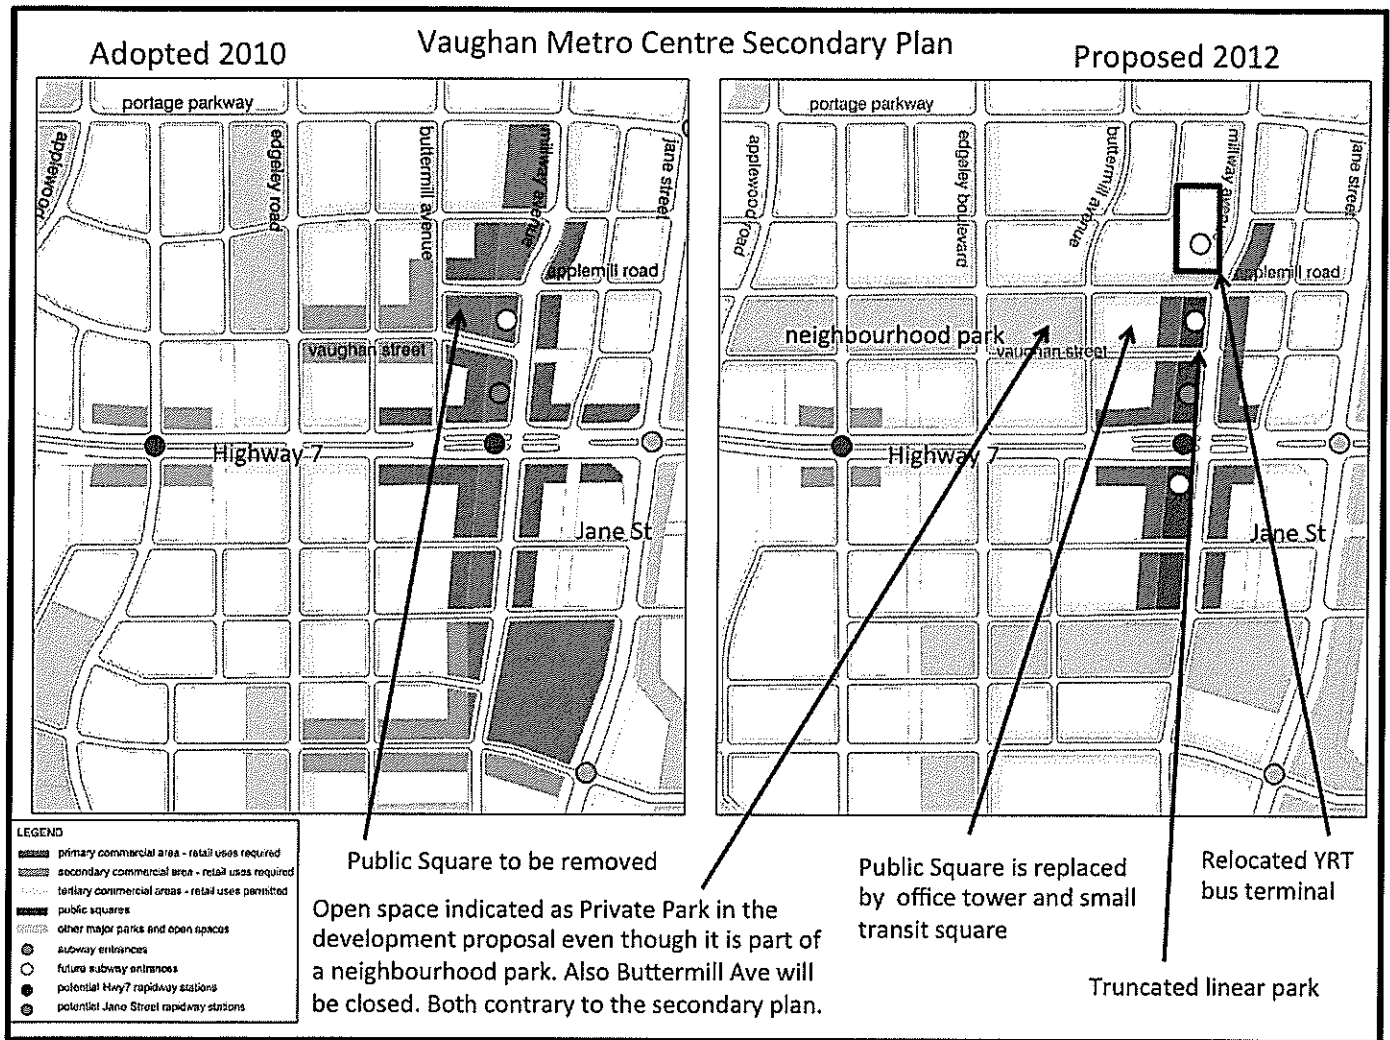 Vaughan Metro Centre Secondary Plan
Adopted 2010
Proposed 2012
portage parkway
applewood
edgeley road
buttermill avenue
millway avenue
jane street
applemill road
vaughan street
Highway 7
Jane St
portage parkway
applewood road
edgeley boulevard
buttermill avenue
millway avenue
jane street
applemill road
neighbourhood park
vaughan street
Highway 7
Jane St
LEGEND
primary commercial area - retail uses required
secondary commercial area - retail uses required
tertiary commercial areas - retail uses permitted
public squares
other major parks and open spaces
subway entrances
future subway entrances
potential Hwy7 rapidway stations
potential Jane Street rapidway stations
Public Square to be removed
Open space indicated as Private Park in the
development proposal even though it is part of
a neighbourhood park. Also Buttermill Ave will
be closed. Both contrary to the secondary plan.
Public Square is replaced
by office tower and small
transit square
Relocated YRT
bus terminal
Truncated linear park